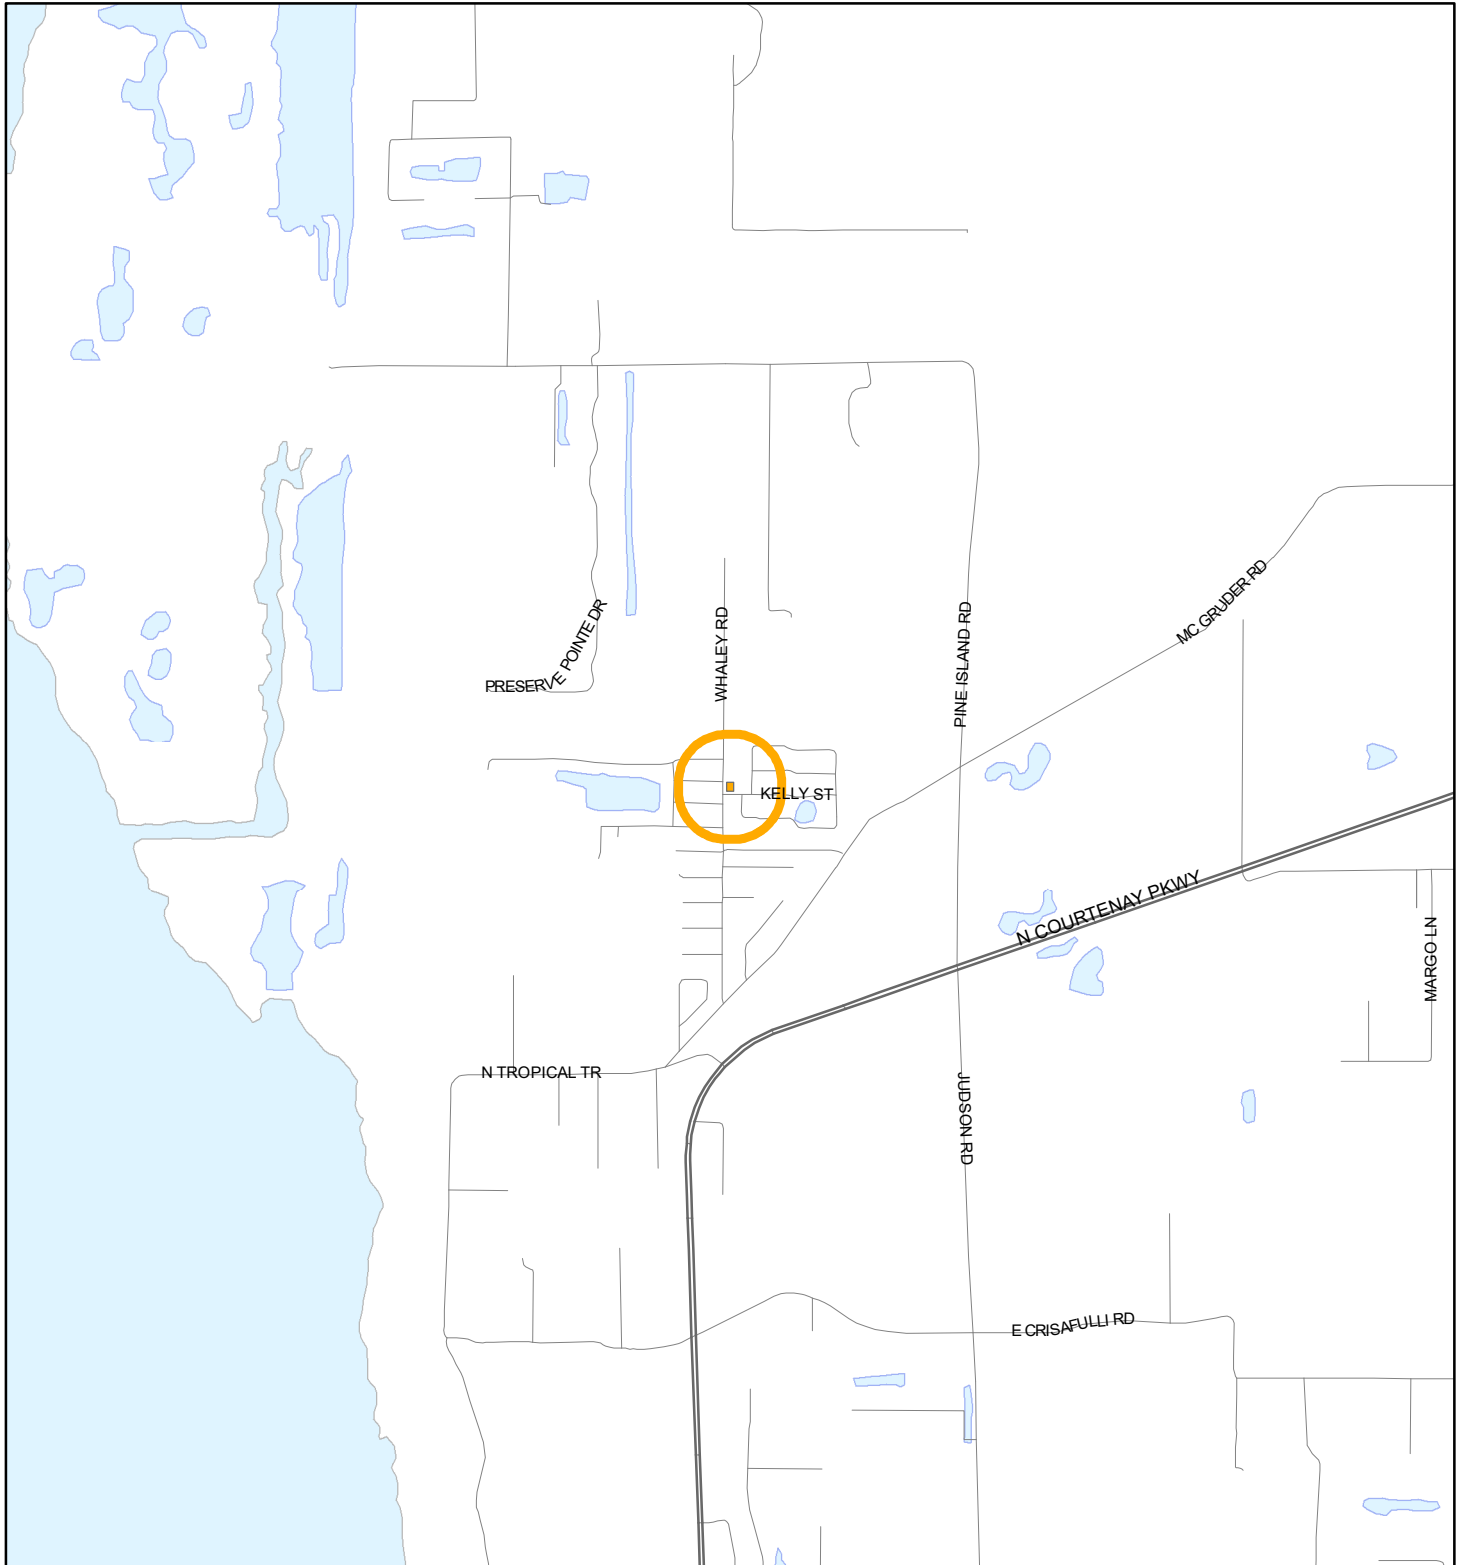 MC GRUDER RD
PRESERVE POINTE DR
WHALEY RD
PINE ISLAND RD
KELLY ST
N COURTENAY PKWY
MARGO LN
N TROPICAL TR
JUDSON RD
E CRISAFULLI RD